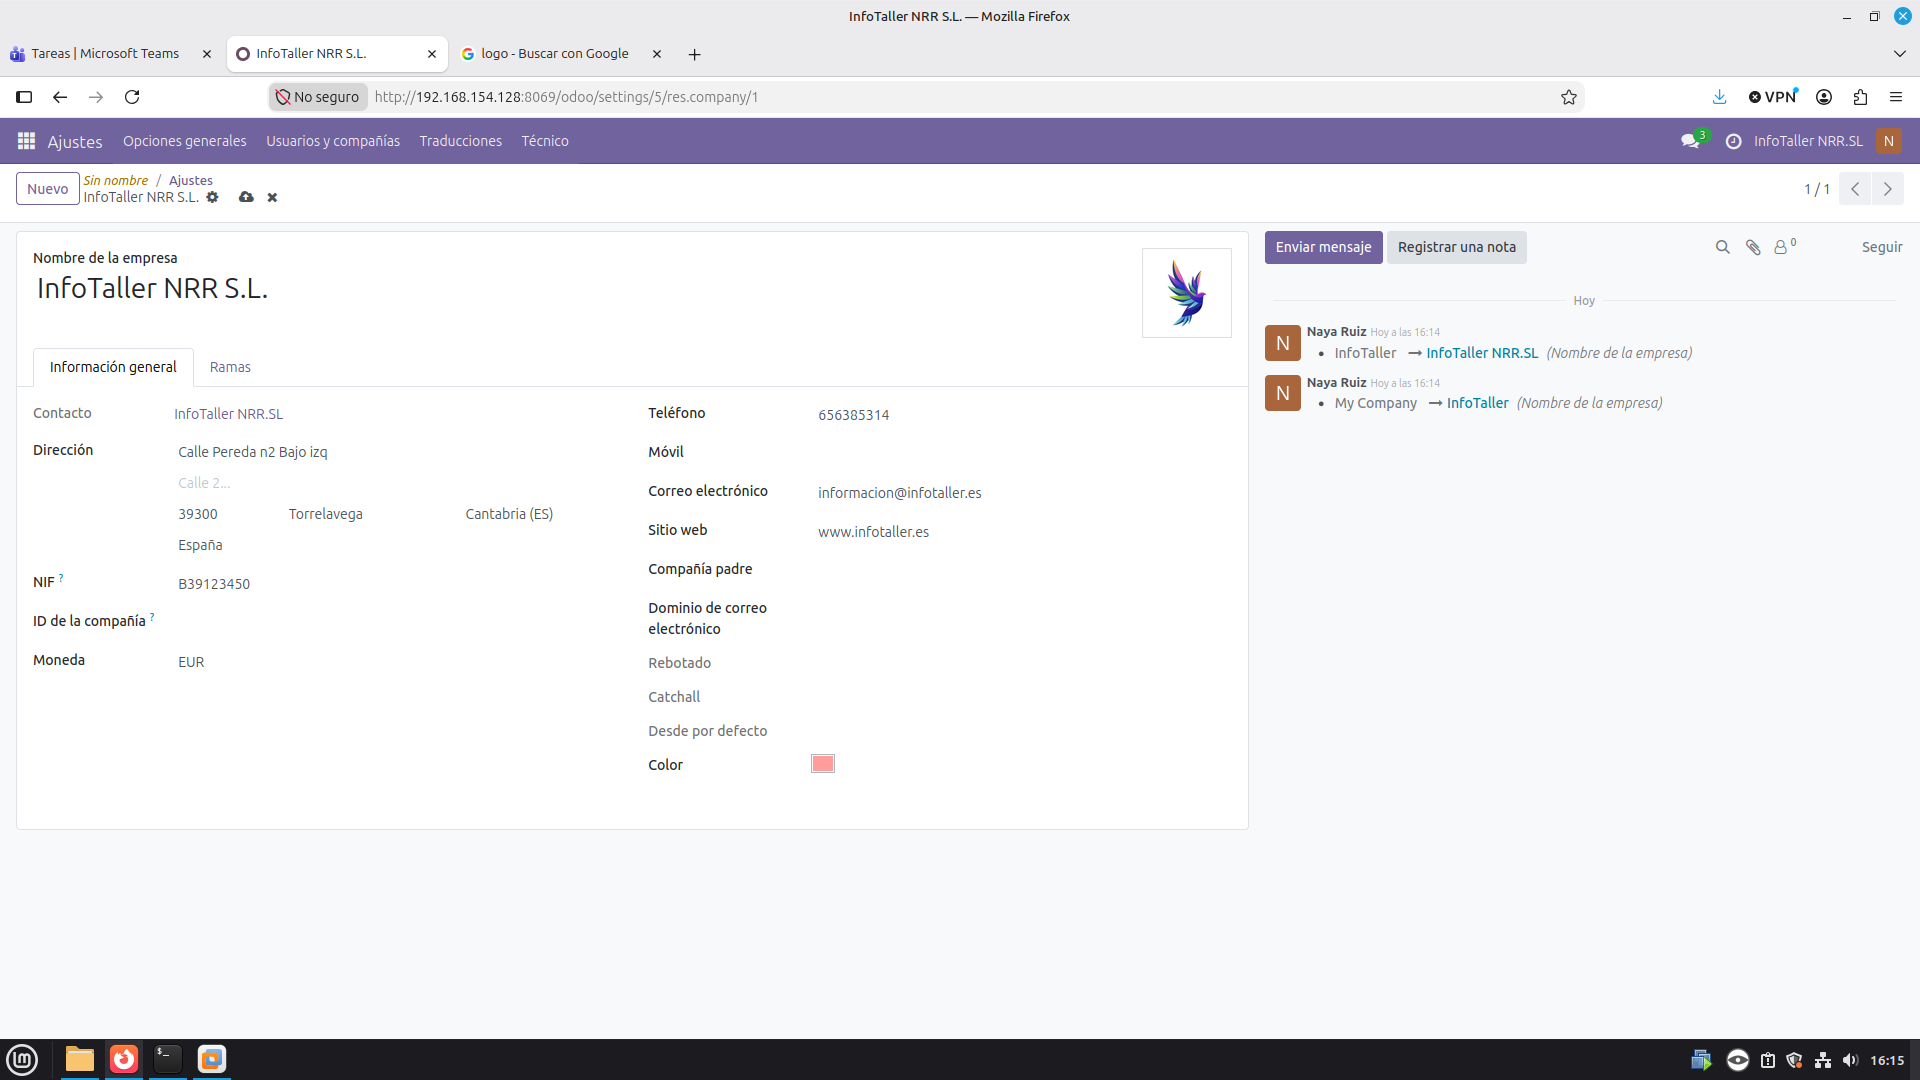 InfoTaller NRR S.L. — Mozilla Firefox
Tareas | Microsoft Teams
InfoTaller NRR S.L.
logo - Buscar con Google
No seguro
http://192.168.154.128:8069/odoo/settings/5/res.company/1
VPN
Ajustes
Opciones generales
Usuarios y compañías
Traducciones
Técnico
3
InfoTaller NRR.SL
N
Nuevo
Sin nombre / Ajustes
InfoTaller NRR S.L.
1 / 1
Nombre de la empresa
InfoTaller NRR S.L.
Información general
Ramas
Contacto InfoTaller NRR.SL
Dirección Calle Pereda n2 Bajo izq
Calle 2...
39300 Torrelavega Cantabria (ES)
España
NIF ? B39123450
ID de la compañía ?
Moneda EUR
Teléfono 656385314
Móvil
Correo electrónico informacion@infotaller.es
Sitio web www.infotaller.es
Compañía padre
Dominio de correo
electrónico
Rebotado
Catchall
Desde por defecto
Color
Enviar mensaje
Registrar una nota
0
Seguir
Hoy
N
Naya Ruiz Hoy a las 16:14
• InfoTaller → InfoTaller NRR.SL (Nombre de la empresa)
N
Naya Ruiz Hoy a las 16:14
• My Company → InfoTaller (Nombre de la empresa)
16:15